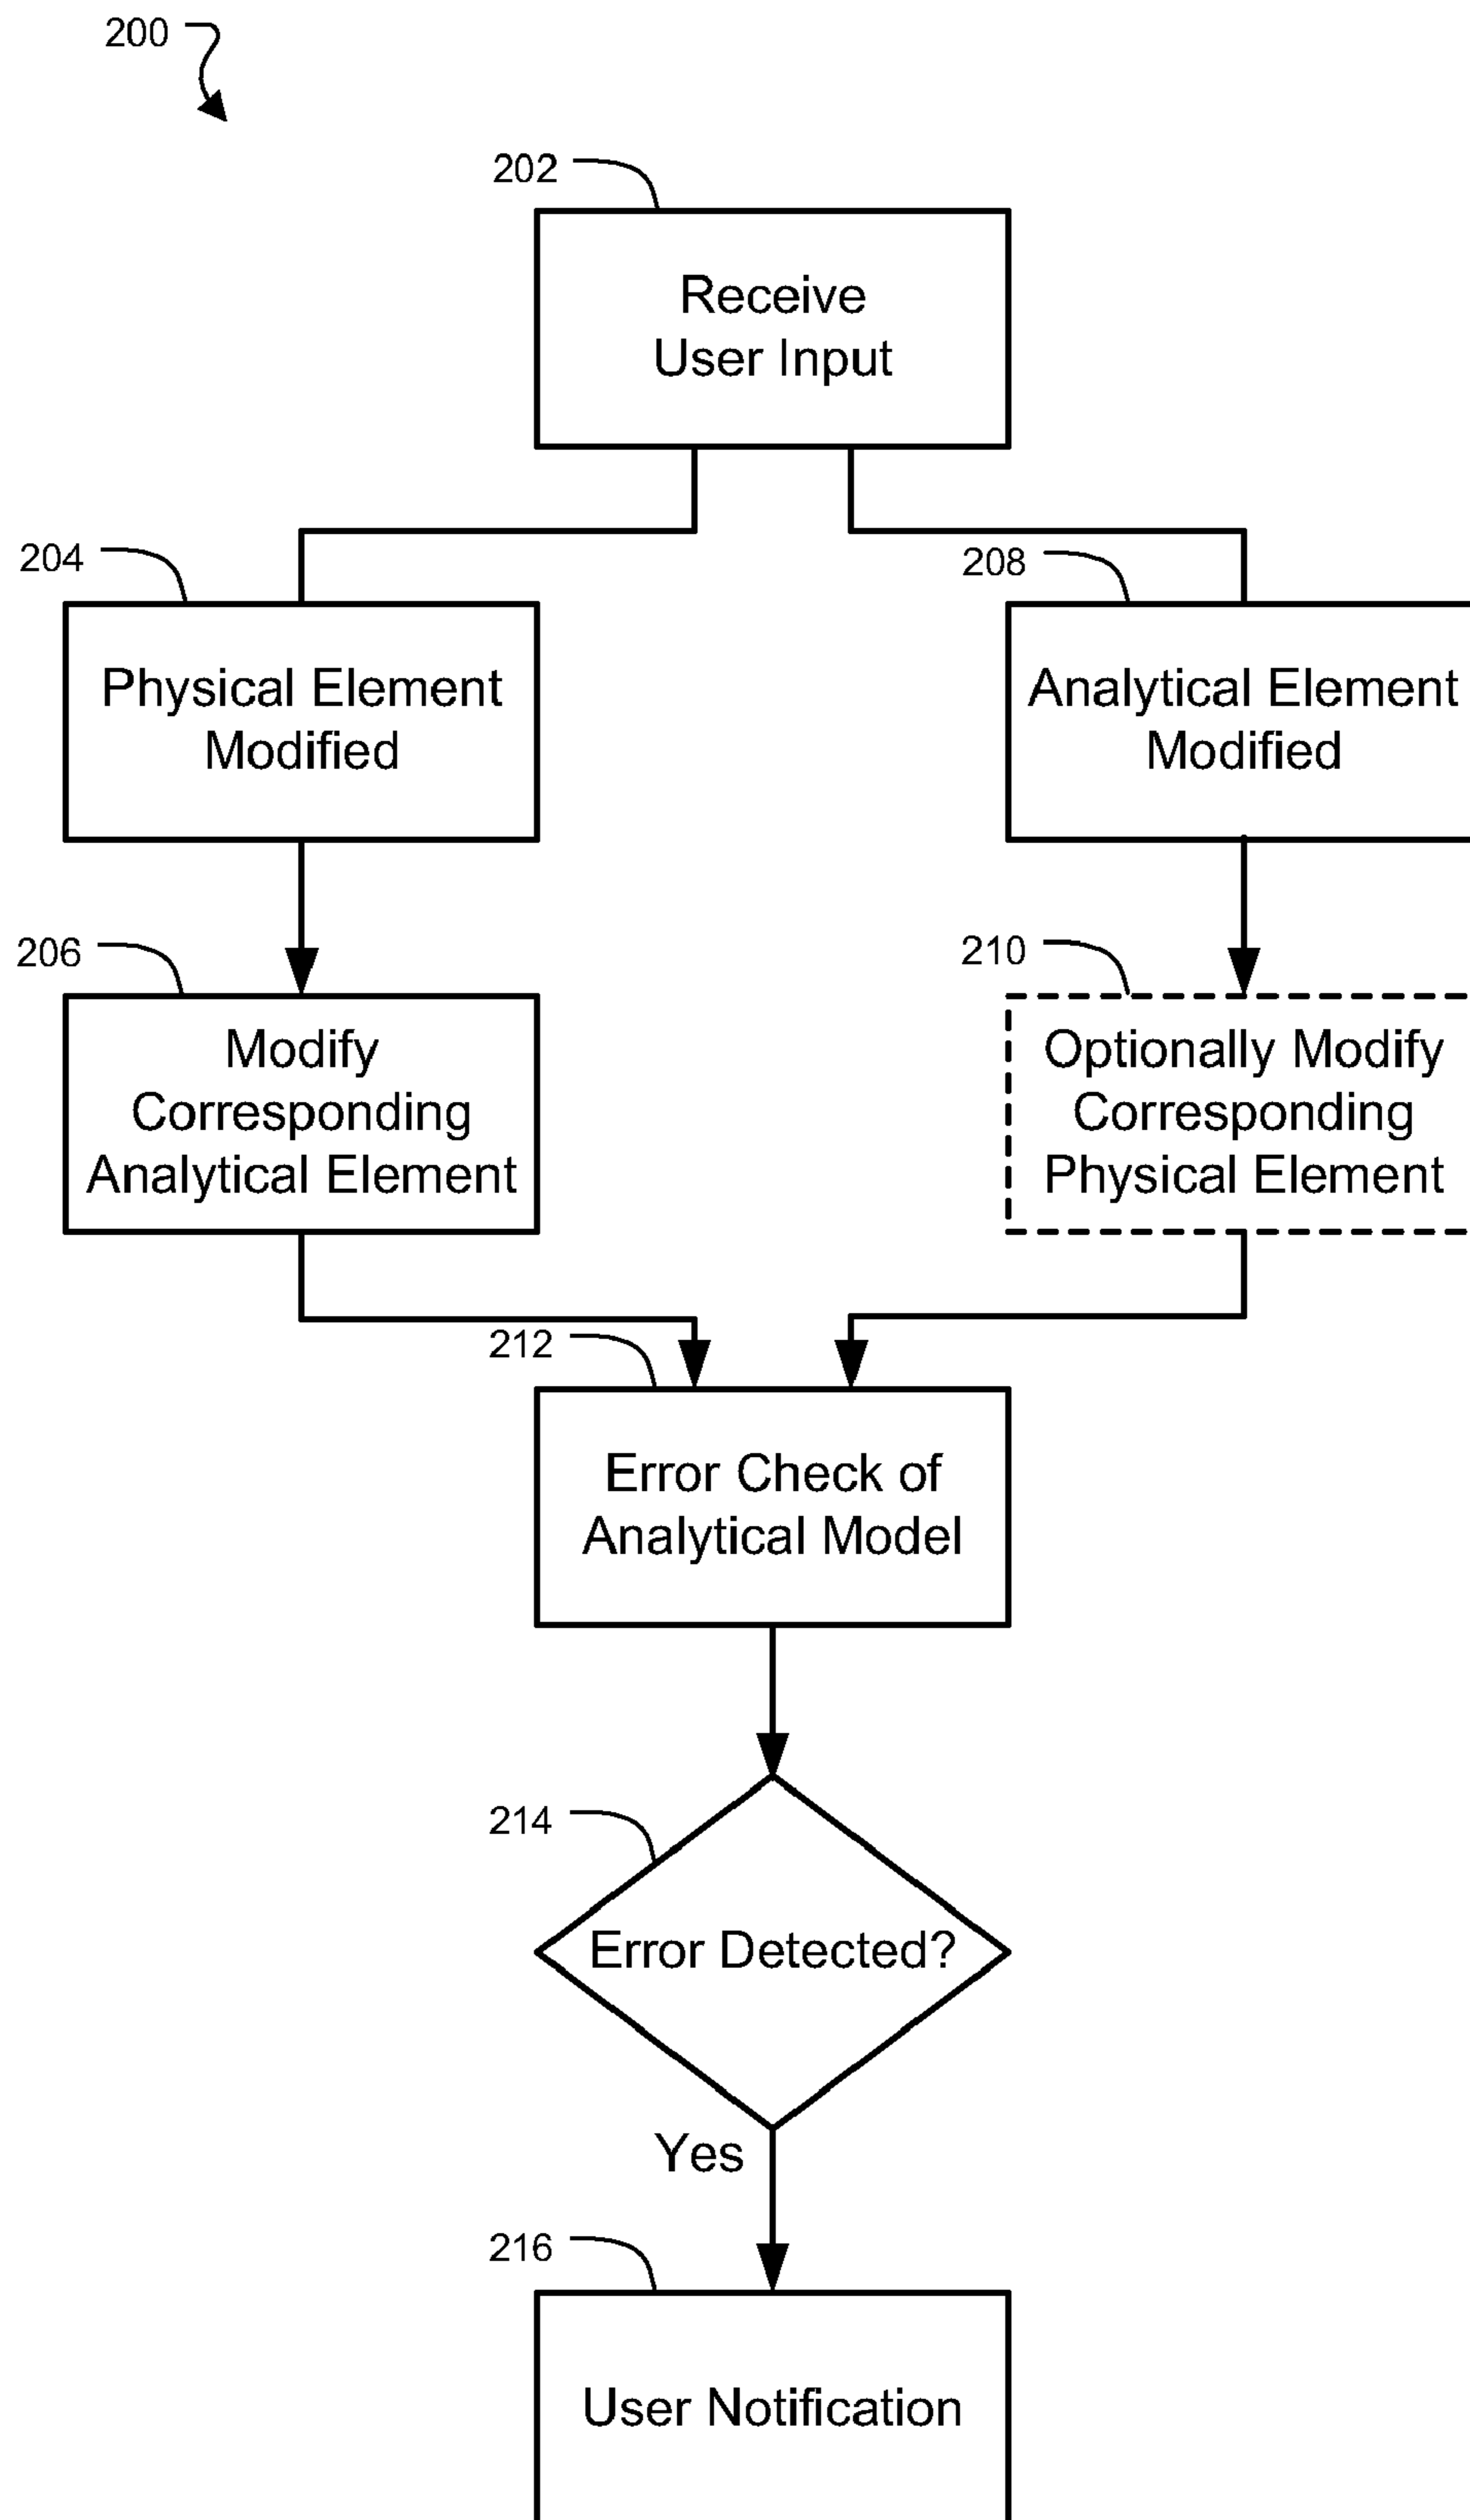 200
202
Receive
User Input
204
Physical Element
Modified
208
Analytical Element
Modified
206
Modify
Corresponding
Analytical Element
210
Optionally Modify
Corresponding
Physical Element
212
Error Check of
Analytical Model
214
Error Detected?
Yes
216
User Notification